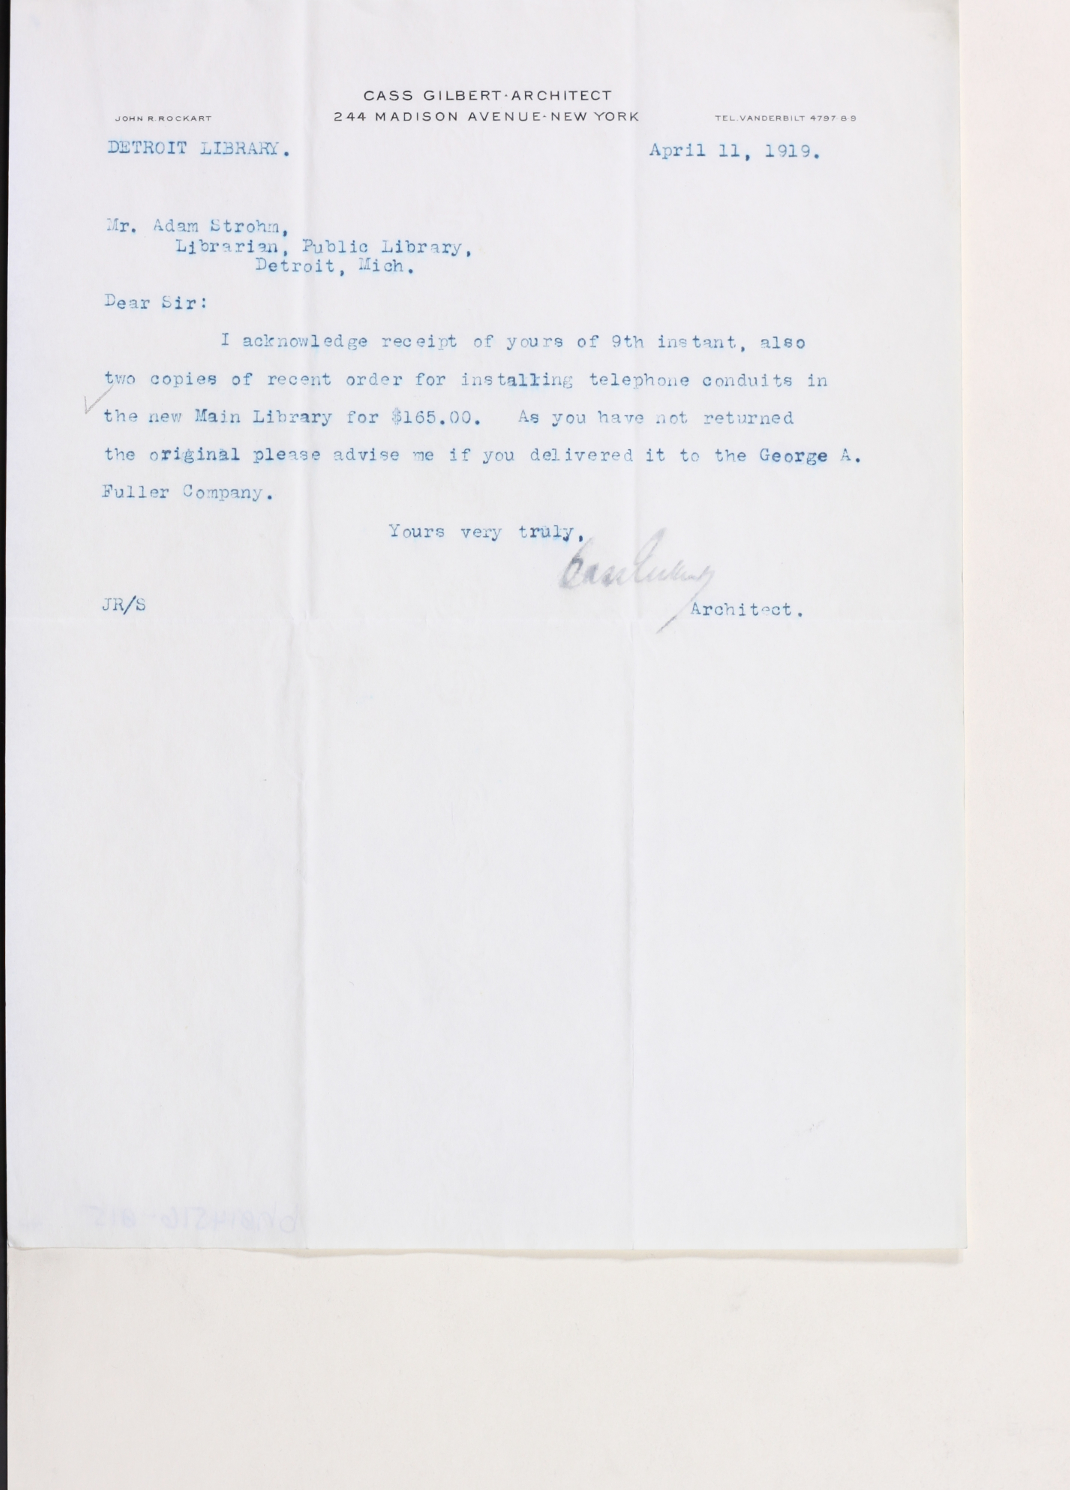 CASS GILBERT·ARCHITECT
JOHN R. ROCKART 244 MADISON AVENUE·NEW YORK TEL. VANDERBILT 4787 8 9
DETROIT LIBRARY. April 11, 1919.
Mr. Adam Strohm,
Librarian, Public Library,
Detroit, Mich.
Dear Sir:
I acknowledge receipt of yours of 9th instant, also
two copies of recent order for installing telephone conduits in
the new Main Library for $165.00. As you have not returned
the original please advise me if you delivered it to the George A.
Fuller Company.
Yours very truly,
Cass Gilbert
JR/S Architect.